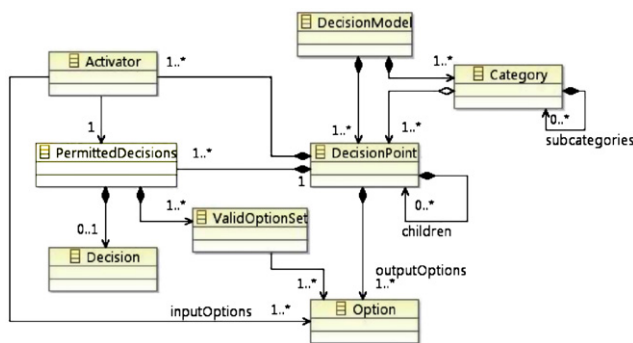 DecisionModel
Activator
1..*
1..*
Category
1
1..*
1..*
0..*
subcategories
PermittedDecisions
1..*
DecisionPoint
1
0..1
1..*
ValidOptionSet
0..*
children
Decision
outputOptions
1..*
1..*
inputOptions
1..*
Option